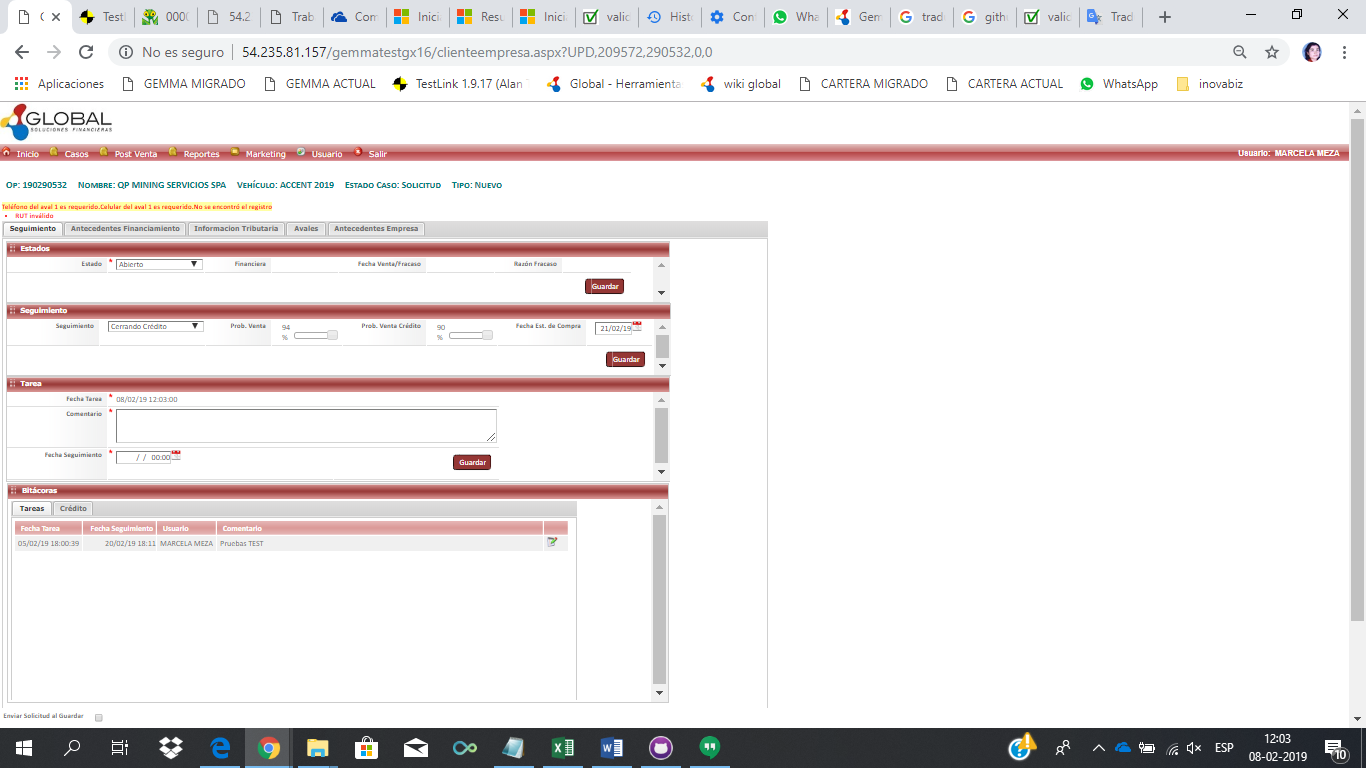 C
TestI
0000
54.2
Trab
Com
Inicia
Resu
Inicia
valid
Histo
Conf
Wha
Gem
tradu
githu
valid
Trad
No es seguro | 54.235.81.157/gemmatestgx16/clienteempresa.aspx?UPD,209572,290532,0,0
Aplicaciones
GEMMA MIGRADO
GEMMA ACTUAL
TestLink 1.9.17 (Alan
Global - Herramienta
wiki global
CARTERA MIGRADO
CARTERA ACTUAL
WhatsApp
inovabiz
GLOBAL
SOLUCIONES FINANCIERAS
Inicio Casos Post Venta Reportes Marketing Usuario Salir Usuario: MARCELA MEZA
Op: 190290532 Nombre: QP MINING SERVICIOS SPA Vehículo: ACCENT 2019 Estado Caso: Solicitud Tipo: Nuevo
Teléfono del aval 1 es requerido.Celular del aval 1 es requerido.No se encontró el registro
• RUT inválido
Seguimiento Antecedentes Financiamiento Informacion Tributaria Avales Antecedentes Empresa
Estados
Estado * Abierto Financiera Fecha Venta/Fracaso Razón Fracaso
Guardar
Seguimiento
Seguimiento Cerrando Crédito Prob. Venta 94 % Prob. Venta Crédito 90 % Fecha Est. de Compra 21/02/19
Guardar
Tarea
Fecha Tarea * 08/02/19 12:03:00
Comentario *
Fecha Seguimiento * / / 00:00 Guardar
Bitácoras
Tareas Crédito
Fecha Tarea Fecha Seguimiento Usuario Comentario
05/02/19 18:00:39 20/02/19 18:11 MARCELA MEZA Pruebas TEST
Enviar Solicitud al Guardar
ESP
12:03
08-02-2019
10